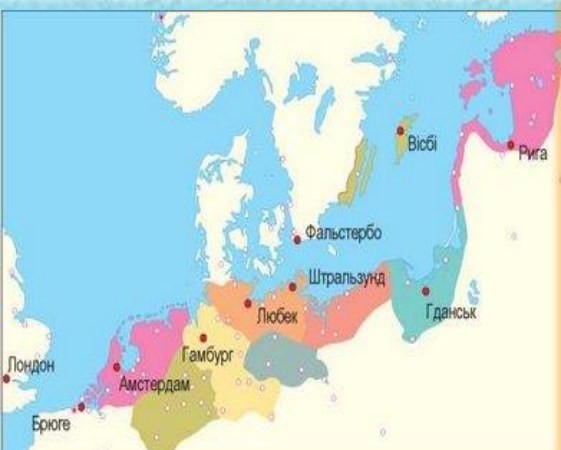 Вісбі
Рига
Фальстербо
Штральзунд
Гданськ
Любек
Гамбург
Лондон
Амстердам
Брюге